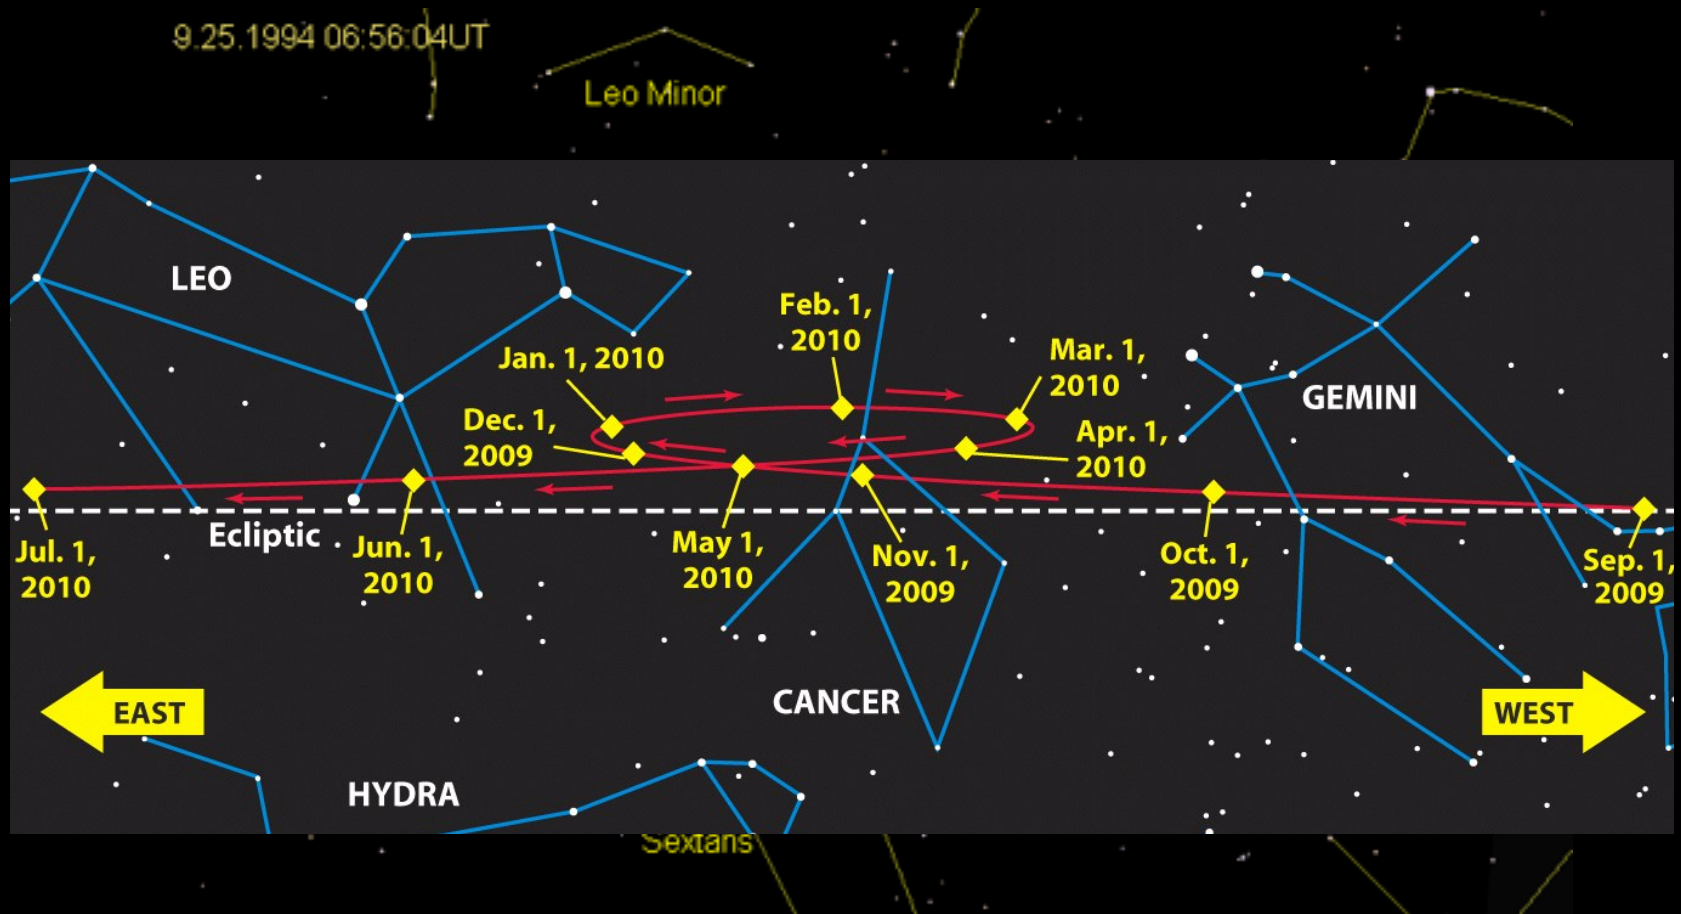 9.25.1994 06:56:04UT
Leo Minor
LEO
Feb. 1,
2010
Jan. 1, 2010
Mar. 1,
2010
GEMINI
Dec. 1,
2009
Apr. 1,
2010
Ecliptic
Jul. 1,
2010
Jun. 1,
2010
May 1,
2010
Nov. 1,
2009
Oct. 1,
2009
Sep. 1,
2009
EAST
CANCER
WEST
HYDRA
Sextans